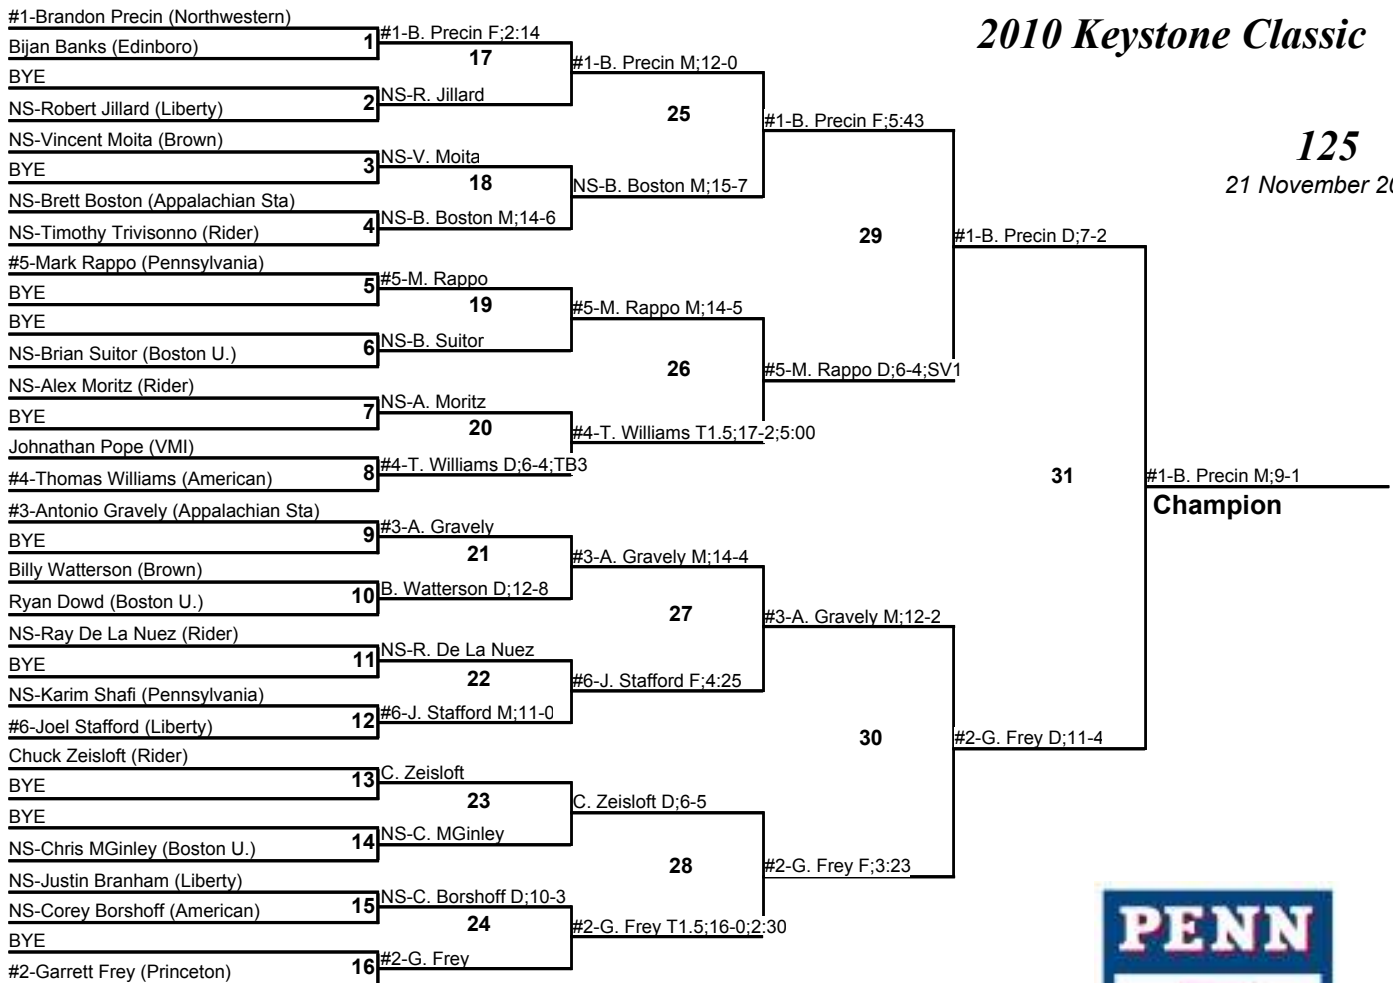 2010 Keystone Classic
125
21 November 20
#1-Brandon Precin (Northwestern)
Bijan Banks (Edinboro)
BYE
NS-Robert Jillard (Liberty)
NS-Vincent Moita (Brown)
BYE
NS-Brett Boston (Appalachian Sta)
NS-Timothy Trivisonno (Rider)
#5-Mark Rappo (Pennsylvania)
BYE
BYE
NS-Brian Suitor (Boston U.)
NS-Alex Moritz (Rider)
BYE
Johnathan Pope (VMI)
#4-Thomas Williams (American)
#3-Antonio Gravely (Appalachian Sta)
BYE
Billy Watterson (Brown)
Ryan Dowd (Boston U.)
NS-Ray De La Nuez (Rider)
BYE
NS-Karim Shafi (Pennsylvania)
#6-Joel Stafford (Liberty)
Chuck Zeisloft (Rider)
BYE
BYE
NS-Chris MGinley (Boston U.)
NS-Justin Branham (Liberty)
NS-Corey Borshoff (American)
BYE
#2-Garrett Frey (Princeton)
1
2
3
4
5
6
7
8
9
10
11
12
13
14
15
16
#1-B. Precin F;2:14
17
NS-R. Jillard
NS-V. Moita
18
NS-B. Boston M;14-6
#5-M. Rappo
19
NS-B. Suitor
NS-A. Moritz
20
#4-T. Williams D;6-4;TB3
#3-A. Gravely
21
B. Watterson D;12-8
NS-R. De La Nuez
22
#6-J. Stafford M;11-0
C. Zeisloft
23
NS-C. MGinley
NS-C. Borshoff D;10-3
24
#2-G. Frey
#1-B. Precin M;12-0
25
NS-B. Boston M;15-7
#5-M. Rappo M;14-5
26
#4-T. Williams T1.5;17-2;5:00
#3-A. Gravely M;14-4
27
#6-J. Stafford F;4:25
C. Zeisloft D;6-5
28
#2-G. Frey T1.5;16-0;2:30
#1-B. Precin F;5:43
29
#5-M. Rappo D;6-4;SV1
#3-A. Gravely M;12-2
30
#2-G. Frey F;3:23
#1-B. Precin D;7-2
31
#2-G. Frey D;11-4
#1-B. Precin M;9-1
Champion
PENN